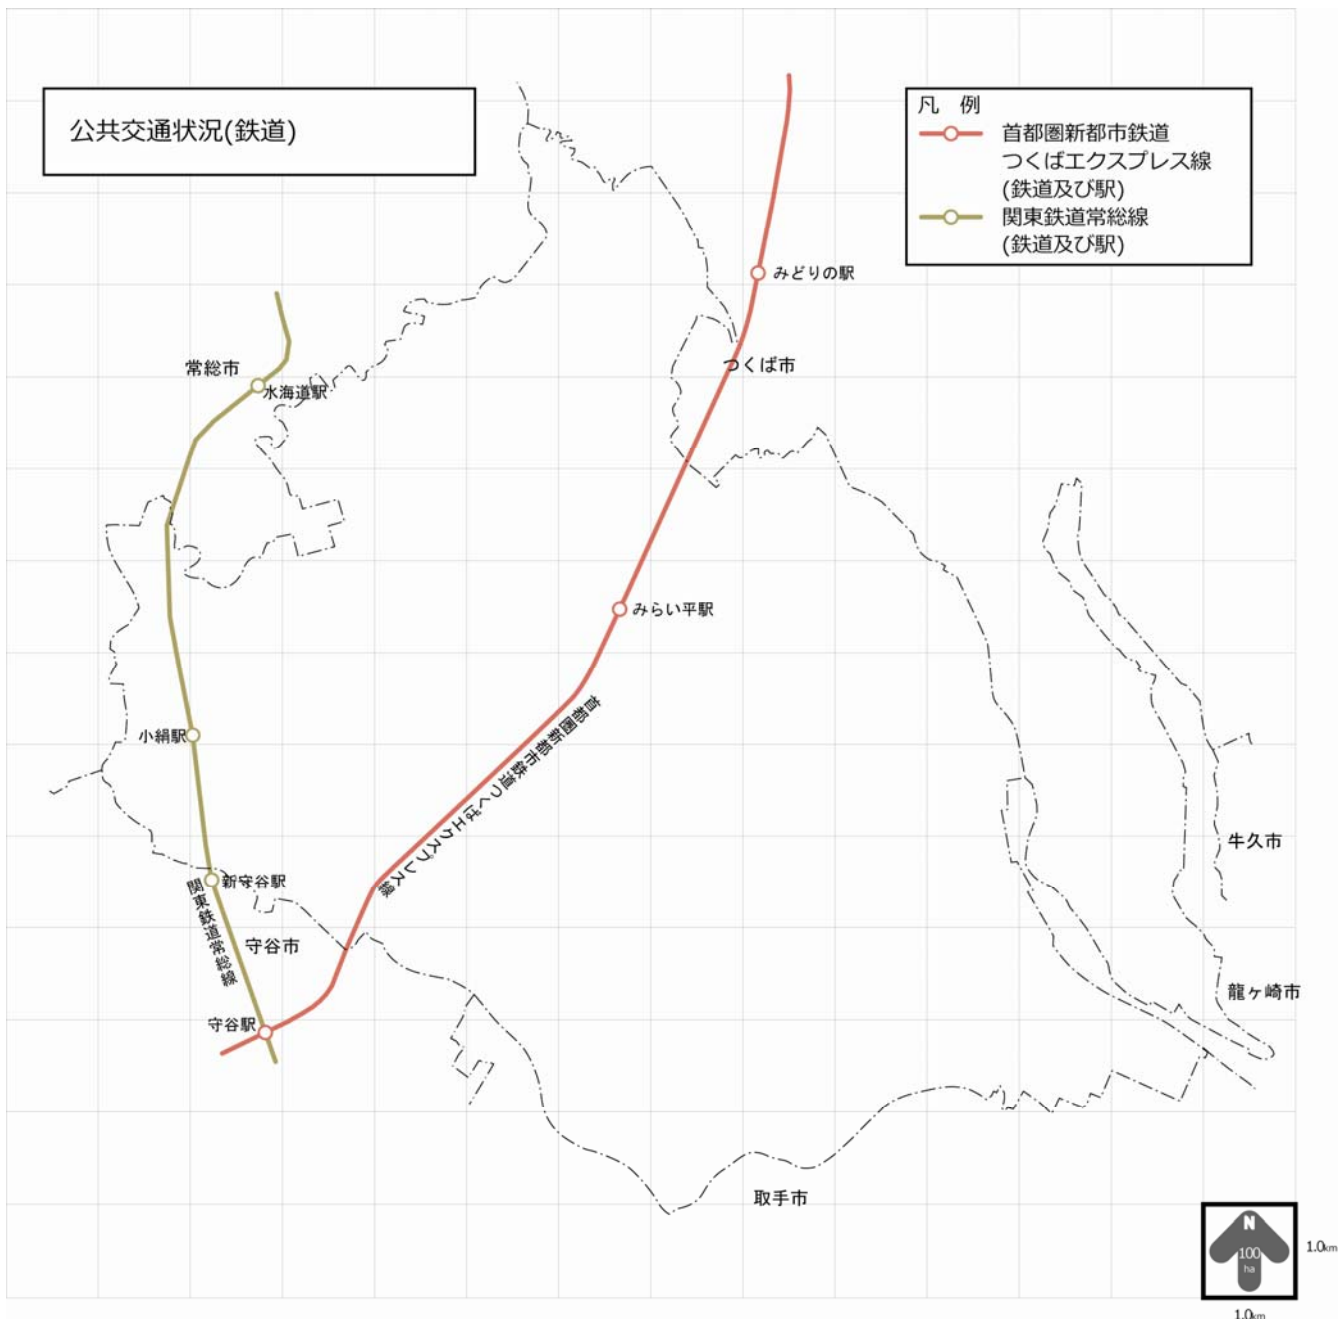 公共交通状況(鉄道)
凡 例
首都圏新都市鉄道
つくばエクスプレス線
(鉄道及び駅)
関東鉄道常総線
(鉄道及び駅)
みどりの駅
つくば市
常総市
水海道駅
みらい平駅
首都圏新都市鉄道つくばエクスプレス線
小絹駅
牛久市
新守谷駅
関東鉄道常総線
守谷市
龍ヶ崎市
守谷駅
取手市
N
100
ha
1.0km
1.0km